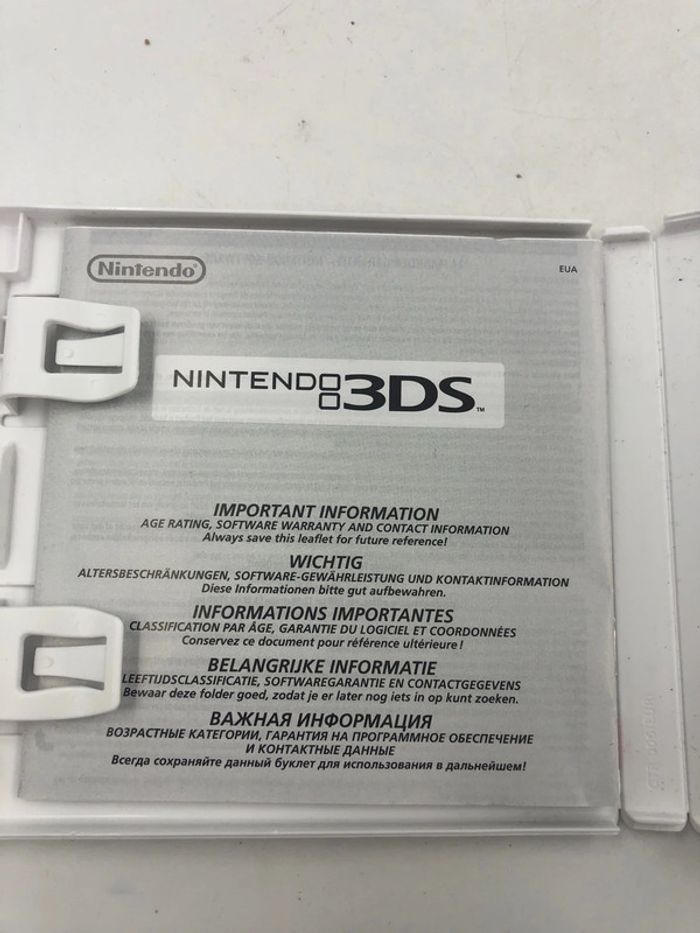 Nintendo®
EUA
NINTENDO 3DS™
IMPORTANT INFORMATION
AGE RATING, SOFTWARE WARRANTY AND CONTACT INFORMATION
Always save this leaflet for future reference!
WICHTIG
ALTERSBESCHRÄNKUNGEN, SOFTWARE-GEWÄHRLEISTUNG UND KONTAKTINFORMATION
Diese Informationen bitte gut aufbewahren.
INFORMATIONS IMPORTANTES
CLASSIFICATION PAR ÂGE, GARANTIE DU LOGICIEL ET COORDONNÉES
Conservez ce document pour référence ultérieure !
BELANGRIJKE INFORMATIE
LEEFTIJDSCLASSIFICATIE, SOFTWAREGARANTIE EN CONTACTGEGEVENS
Bewaar deze folder goed, zodat je er later nog iets in op kunt zoeken.
ВАЖНАЯ ИНФОРМАЦИЯ
ВОЗРАСТНЫЕ КАТЕГОРИИ, ГАРАНТИЯ НА ПРОГРАММНОЕ ОБЕСПЕЧЕНИЕ
И КОНТАКТНЫЕ ДАННЫЕ
Всегда сохраняйте данный буклет для использования в дальнейшем!